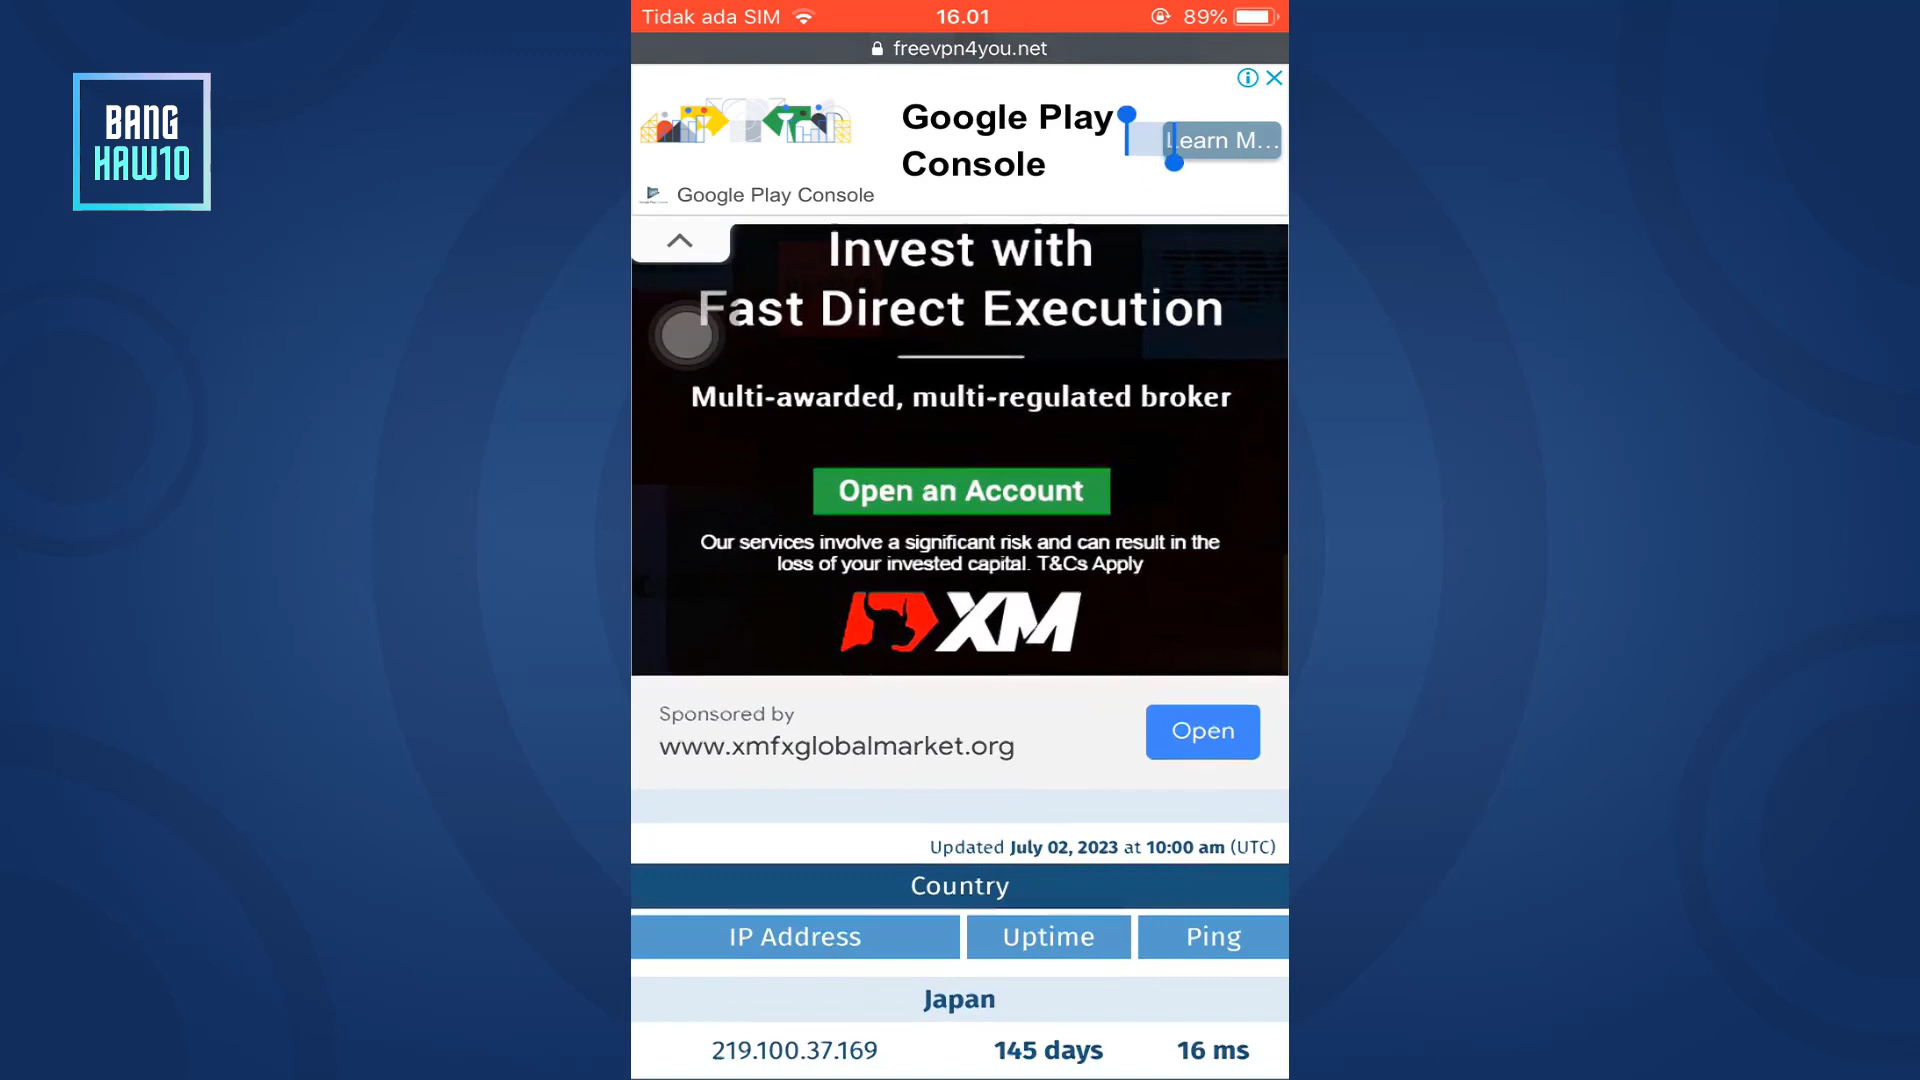 BANG
HAW10
Tidak ada SIM 16.01 89%
freevpn4you.net
Google Play
Console
Learn M...
Google Play Console
Invest with
Fast Direct Execution
Multi-awarded, multi-regulated broker
Open an Account
Our services involve a significant risk and can result in the
loss of your invested capital. T&Cs Apply
XM
Sponsored by
www.xmfxglobalmarket.org
Open
Updated July 02, 2023 at 10:00 am (UTC)
Country
IP Address Uptime Ping
Japan
219.100.37.169 145 days 16 ms